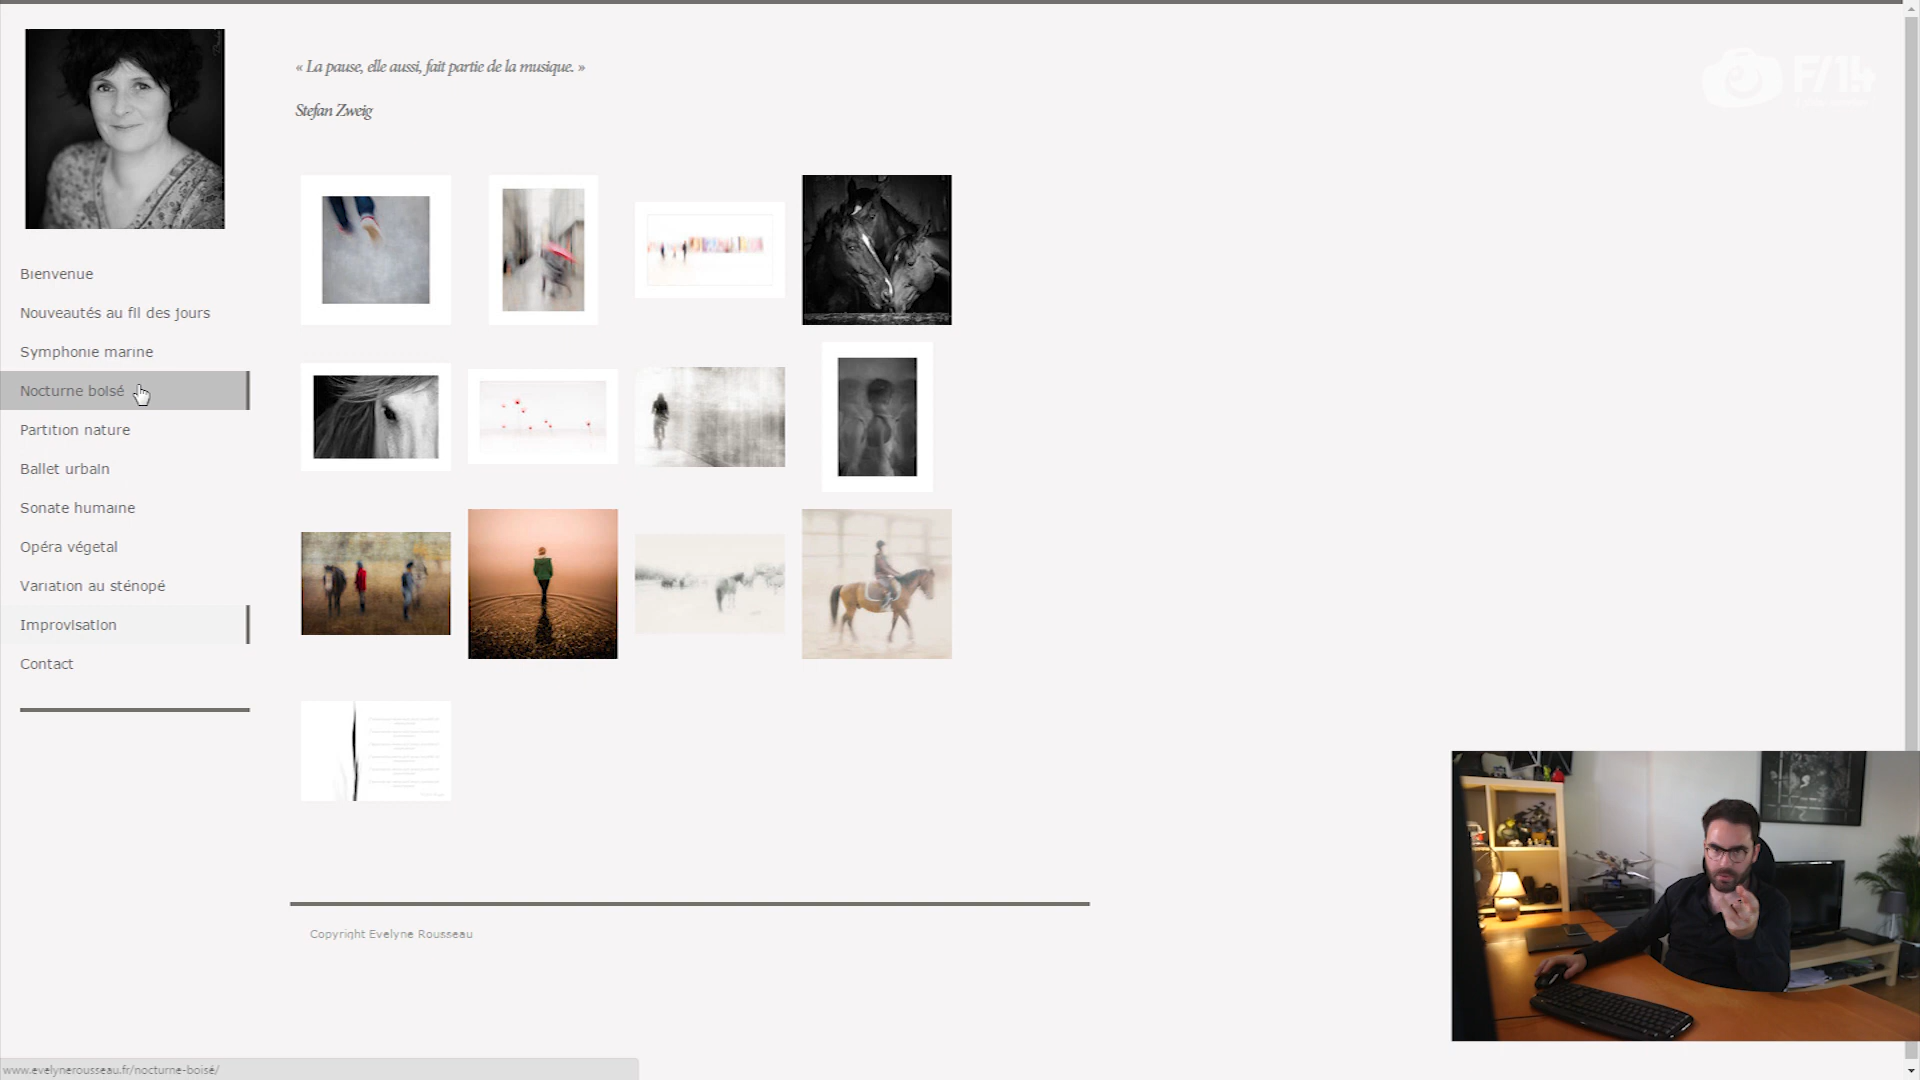 « La pause, elle aussi, fait partie de la musique. »
Stefan Zweig
F/1.4
Bienvenue
Nouveautés au fil des jours
Symphonie marine
Nocturne boisé
Partition nature
Ballet urbain
Sonate humaine
Opéra végetal
Variation au sténopé
Improvisation
Contact
Copyright Evelyne Rousseau
www.evelynerousseau.fr/nocturne-boisé/